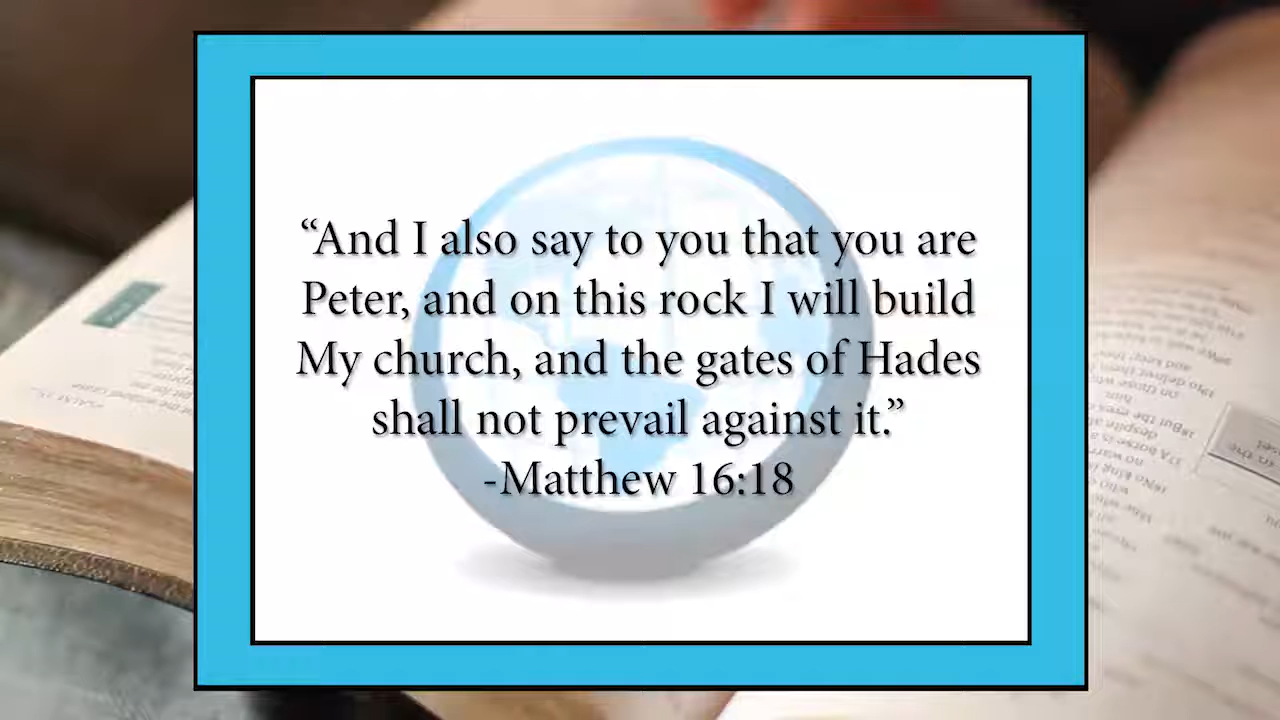 “And I also say to you that you are
Peter, and on this rock I will build
My church, and the gates of Hades
shall not prevail against it.”
-Matthew 16:18